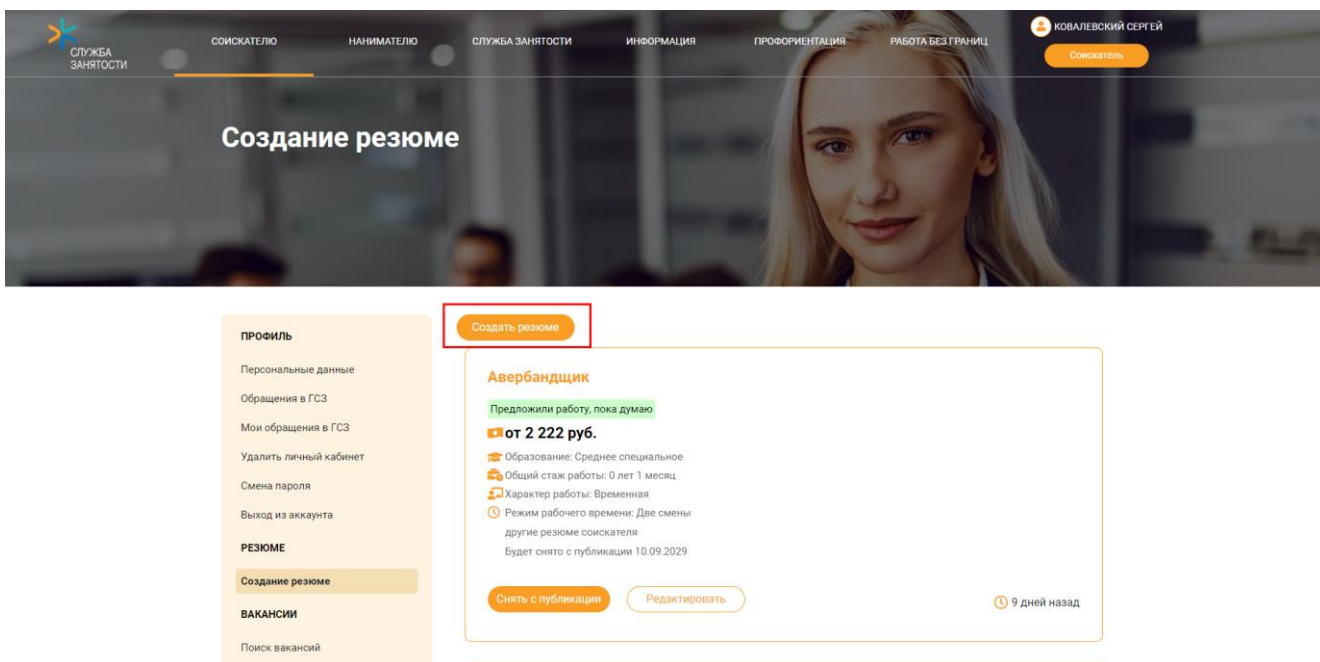 СЛУЖБА
ЗАНЯТОСТИ
СОИСКАТЕЛЮ
НАНИМАТЕЛЮ
СЛУЖБА ЗАНЯТОСТИ
ИНФОРМАЦИЯ
ПРОФОРИЕНТАЦИЯ
РАБОТА БЕЗ ГРАНИЦ
КОВАЛЕВСКИЙ СЕРГЕЙ
Соискатель
Создание резюме
ПРОФИЛЬ
Персональные данные
Обращения в ГСЗ
Мои обращения в ГСЗ
Удалить личный кабинет
Смена пароля
Выход из аккаунта
РЕЗЮМЕ
Создание резюме
ВАКАНСИИ
Поиск вакансий
Создать резюме
Авербандщик
Предложили работу, пока думаю
от 2 222 руб.
Образование: Среднее специальное
Общий стаж работы: 0 лет 1 месяц
Характер работы: Временная
Режим рабочего времени: Две смены
другие резюме соискателя
Будет снято с публикации 10.09.2029
Снять с публикации
Редактировать
9 дней назад